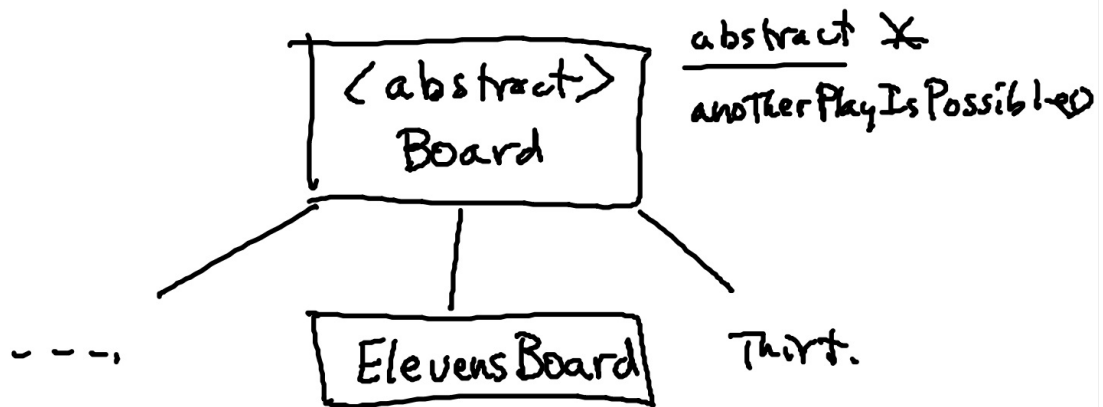 abstract X
<abstract>
Board
anotherPlayIsPossible()
- - - .
ElevensBoard
Thirt.